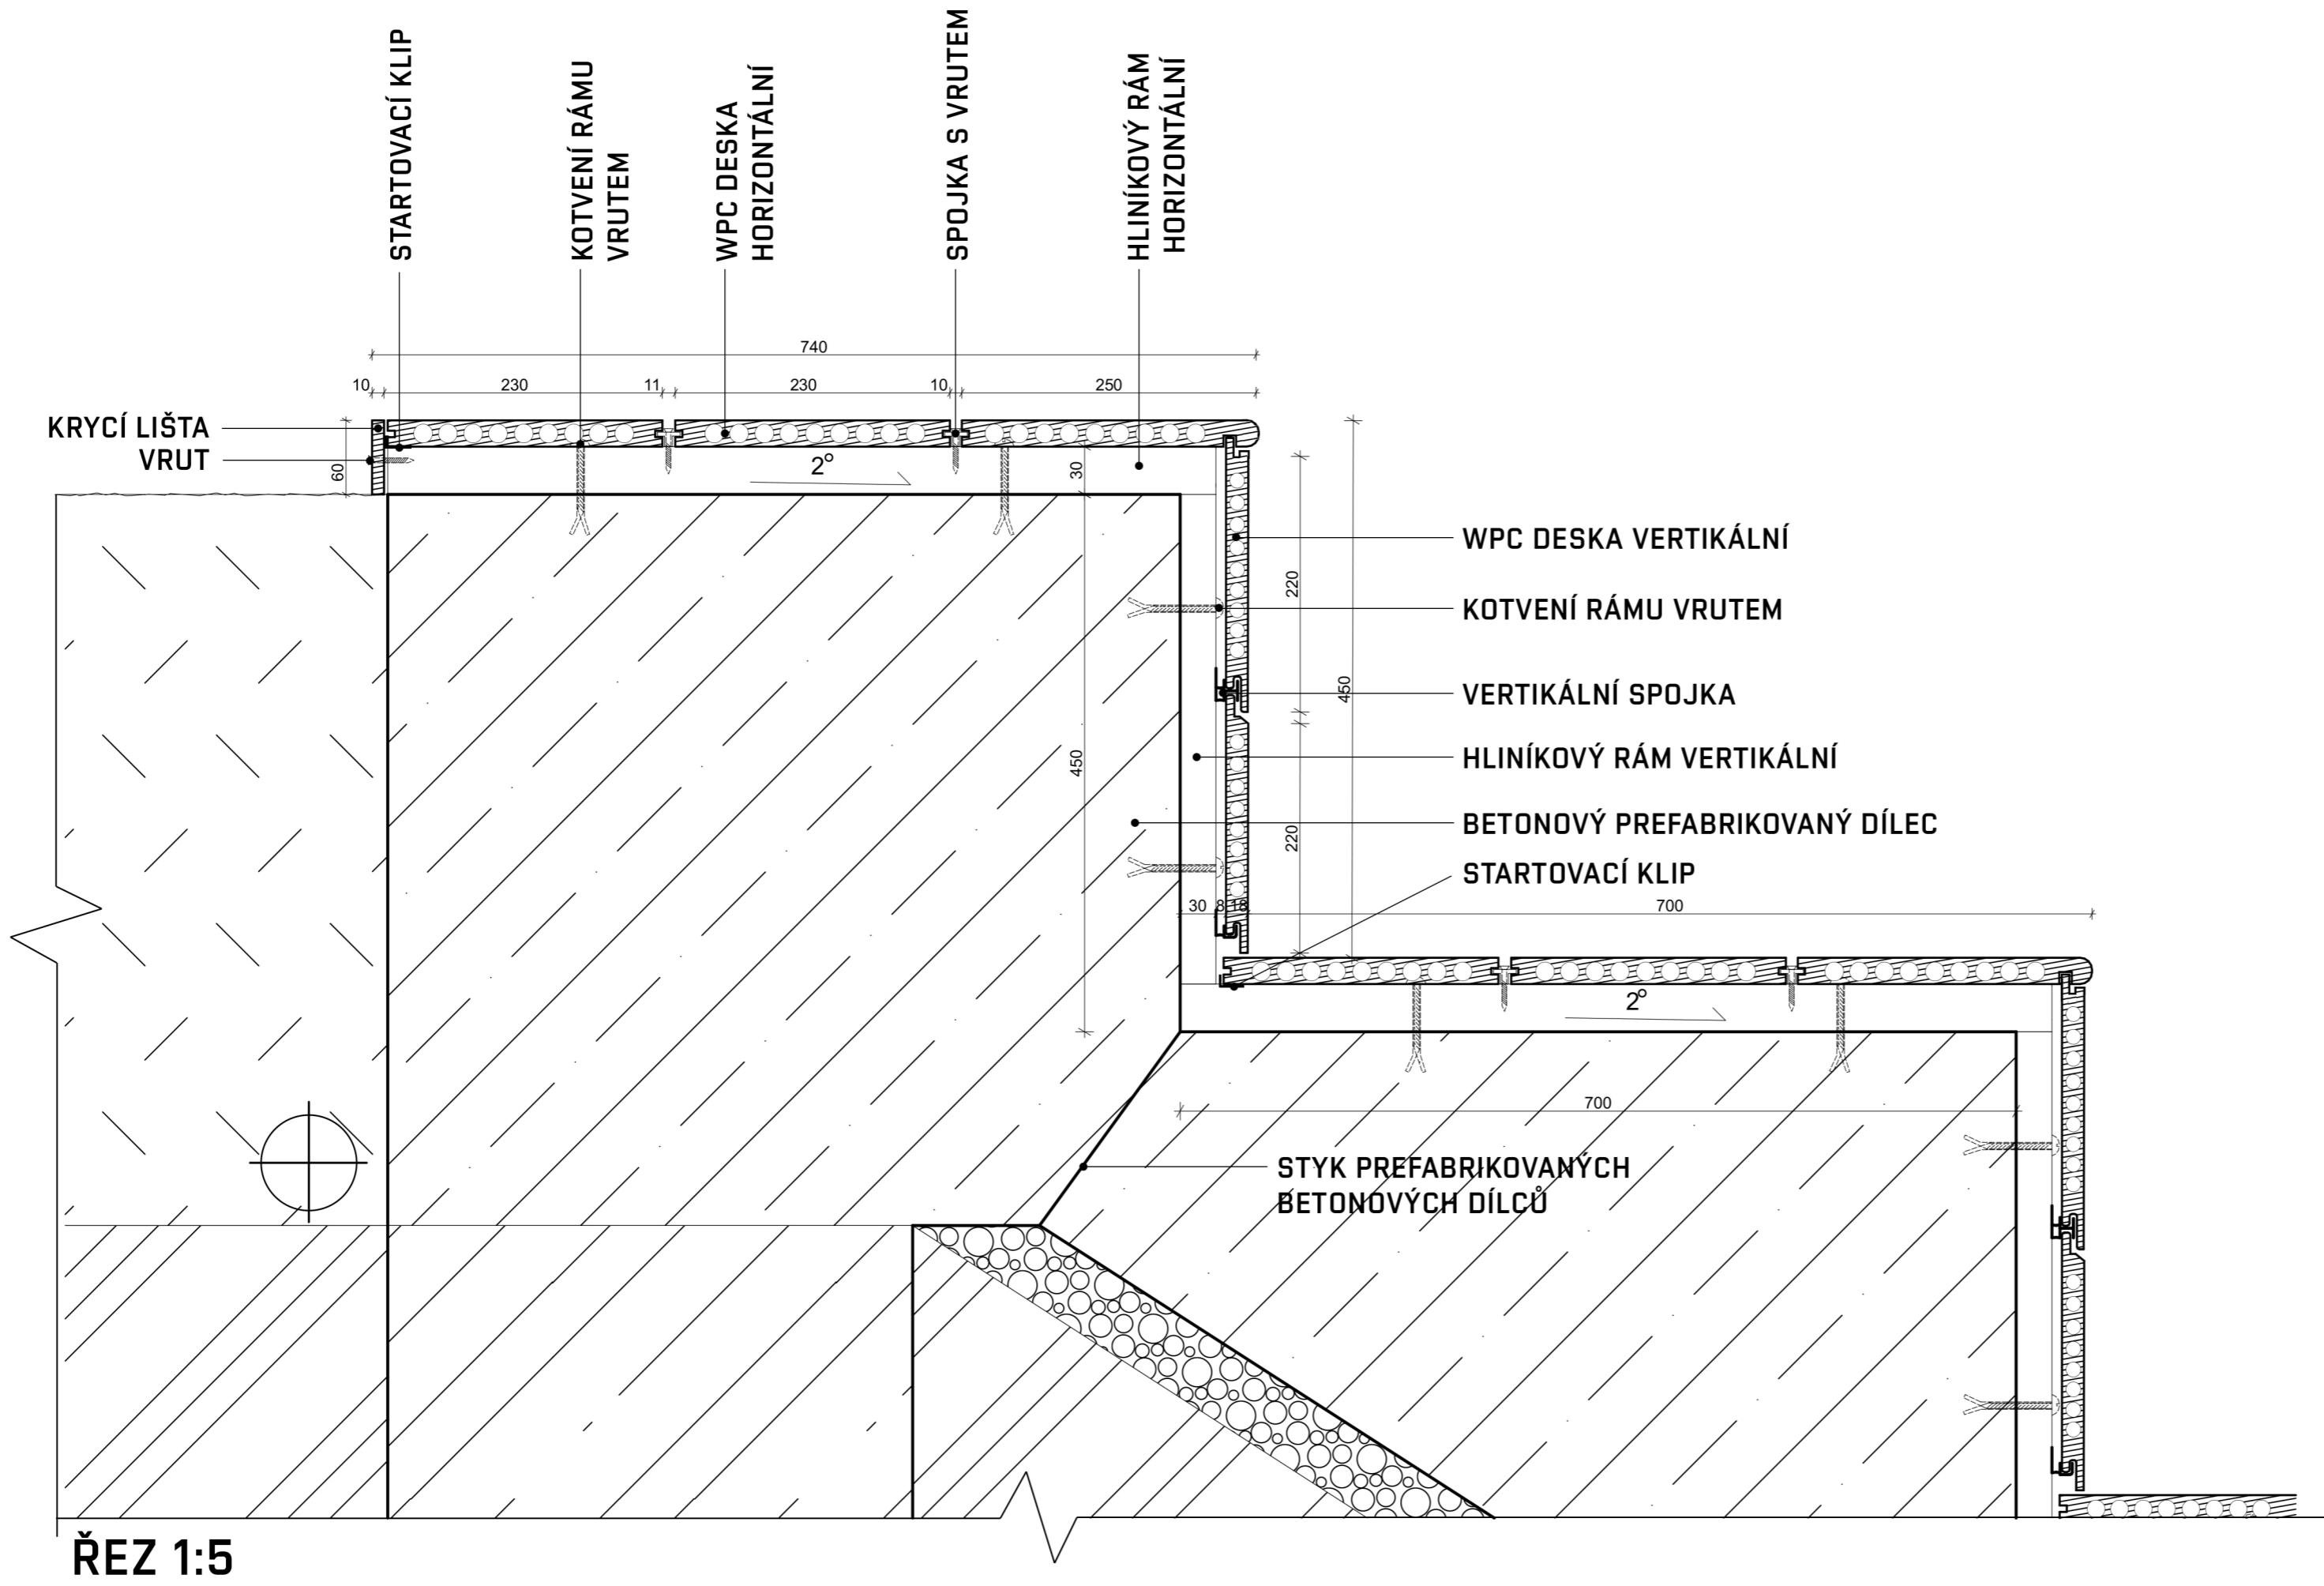 STARTOVACÍ KLIP
KOTVENÍ RÁMU
VRUTEM
WPC DESKA
HORIZONTÁLNÍ
SPOJKA S VRUTEM
HLINÍKOVÝ RÁM
HORIZONTÁLNÍ
740
10
230
11
230
10
250
KRYCÍ LIŠTA
VRUT
60
2°
30
WPC DESKA VERTIKÁLNÍ
220
KOTVENÍ RÁMU VRUTEM
450
VERTIKÁLNÍ SPOJKA
450
HLINÍKOVÝ RÁM VERTIKÁLNÍ
BETONOVÝ PREFABRIKOVANÝ DÍLEC
220
STARTOVACÍ KLIP
30
8
18
700
2°
700
STYK PREFABRIKOVANÝCH
BETONOVÝCH DÍLCŮ
ŘEZ 1:5